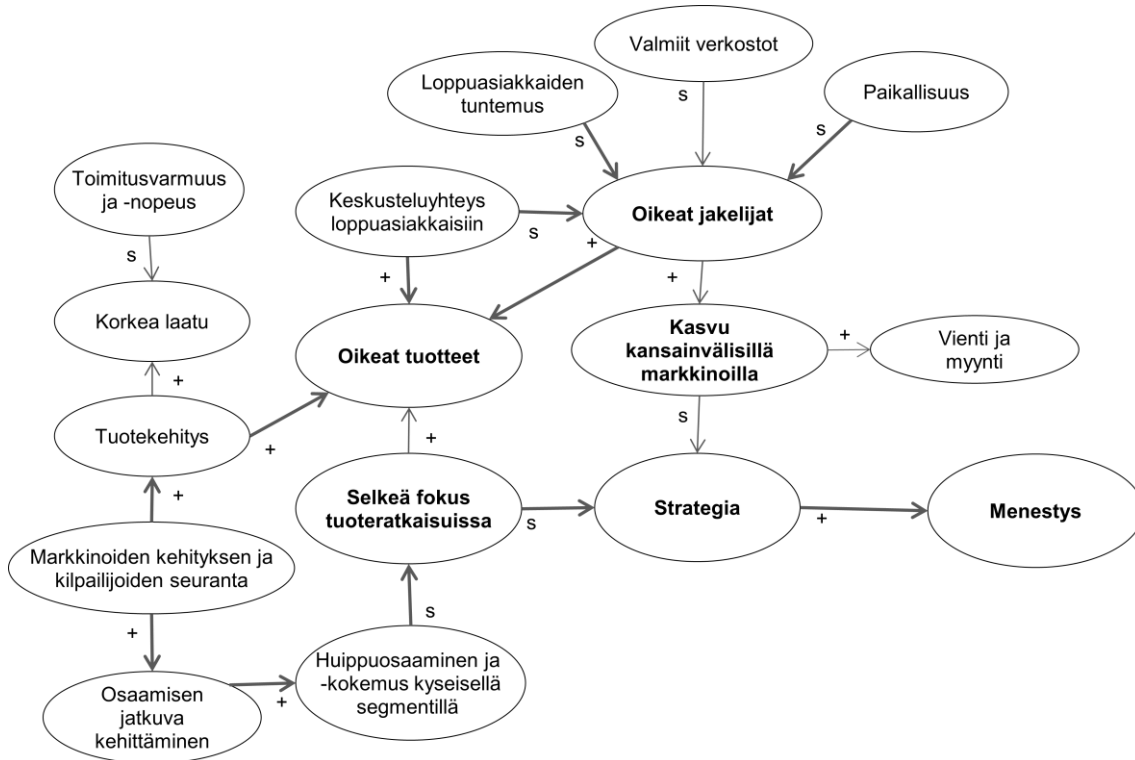 Valmiit verkostot
Loppuasiakkaiden
tuntemus
Paikallisuus
s
s
s
Toimitusvarmuus
ja -nopeus
Keskusteluyhteys
loppuasiakkaisiin
s
Oikeat jakelijat
+
s
+
+
Korkea laatu
Oikeat tuotteet
Kasvu
kansainvälisillä
markkinoilla
+
Vienti ja
myynti
+
s
Tuotekehitys
+
+
+
Selkeä fokus
tuoteratkaisuissa
s
Strategia
+
Menestys
Markkinoiden kehityksen ja
kilpailijoiden seuranta
s
+
Huippuosaaminen ja
-kokemus kyseisellä
segmentillä
+
Osaamisen
jatkuva
kehittäminen